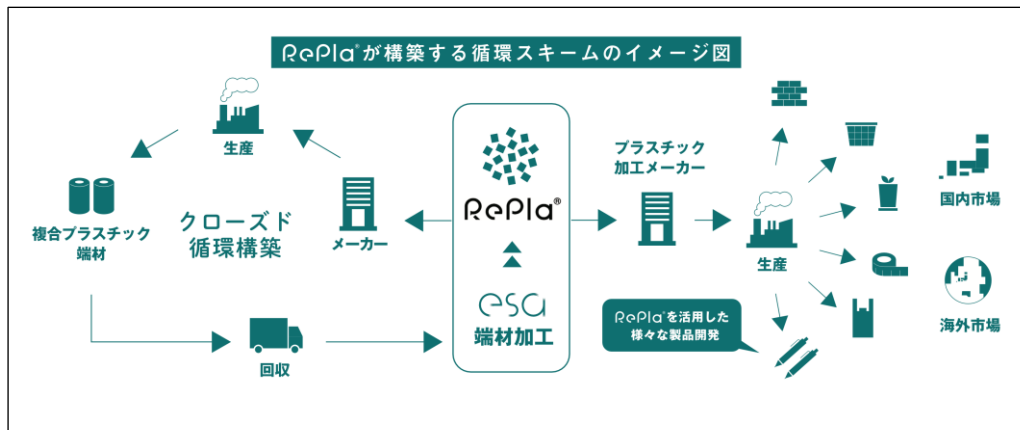 RePla®が構築する循環スキームのイメージ図
生産
複合プラスチック
端材
クローズド
循環構築
メーカー
回収
RePla®
esa
端材加工
プラスチック
加工メーカー
生産
RePla®を活用した
様々な製品開発
国内市場
海外市場